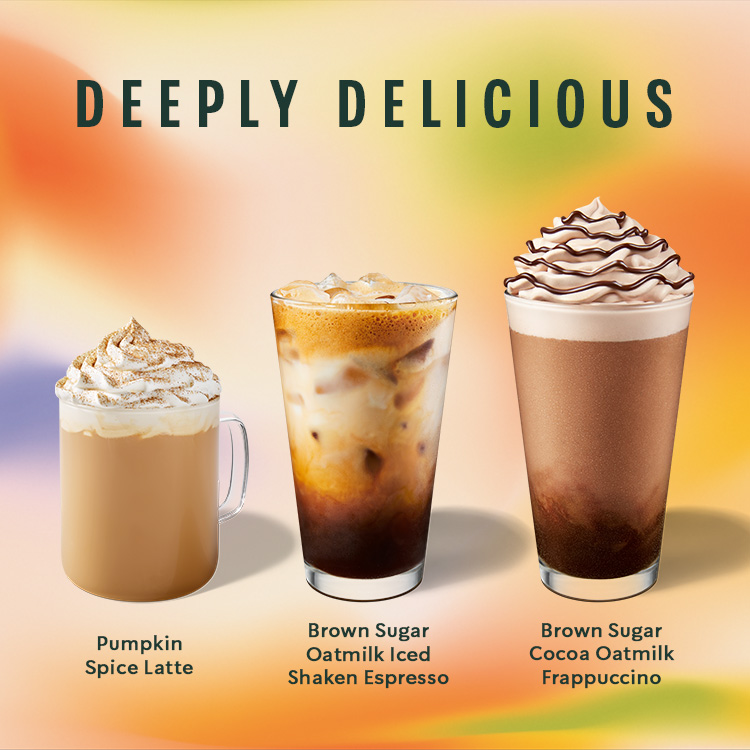 DEEPLY DELICIOUS
Pumpkin
Spice Latte
Brown Sugar
Oatmilk Iced
Shaken Espresso
Brown Sugar
Cocoa Oatmilk
Frappuccino